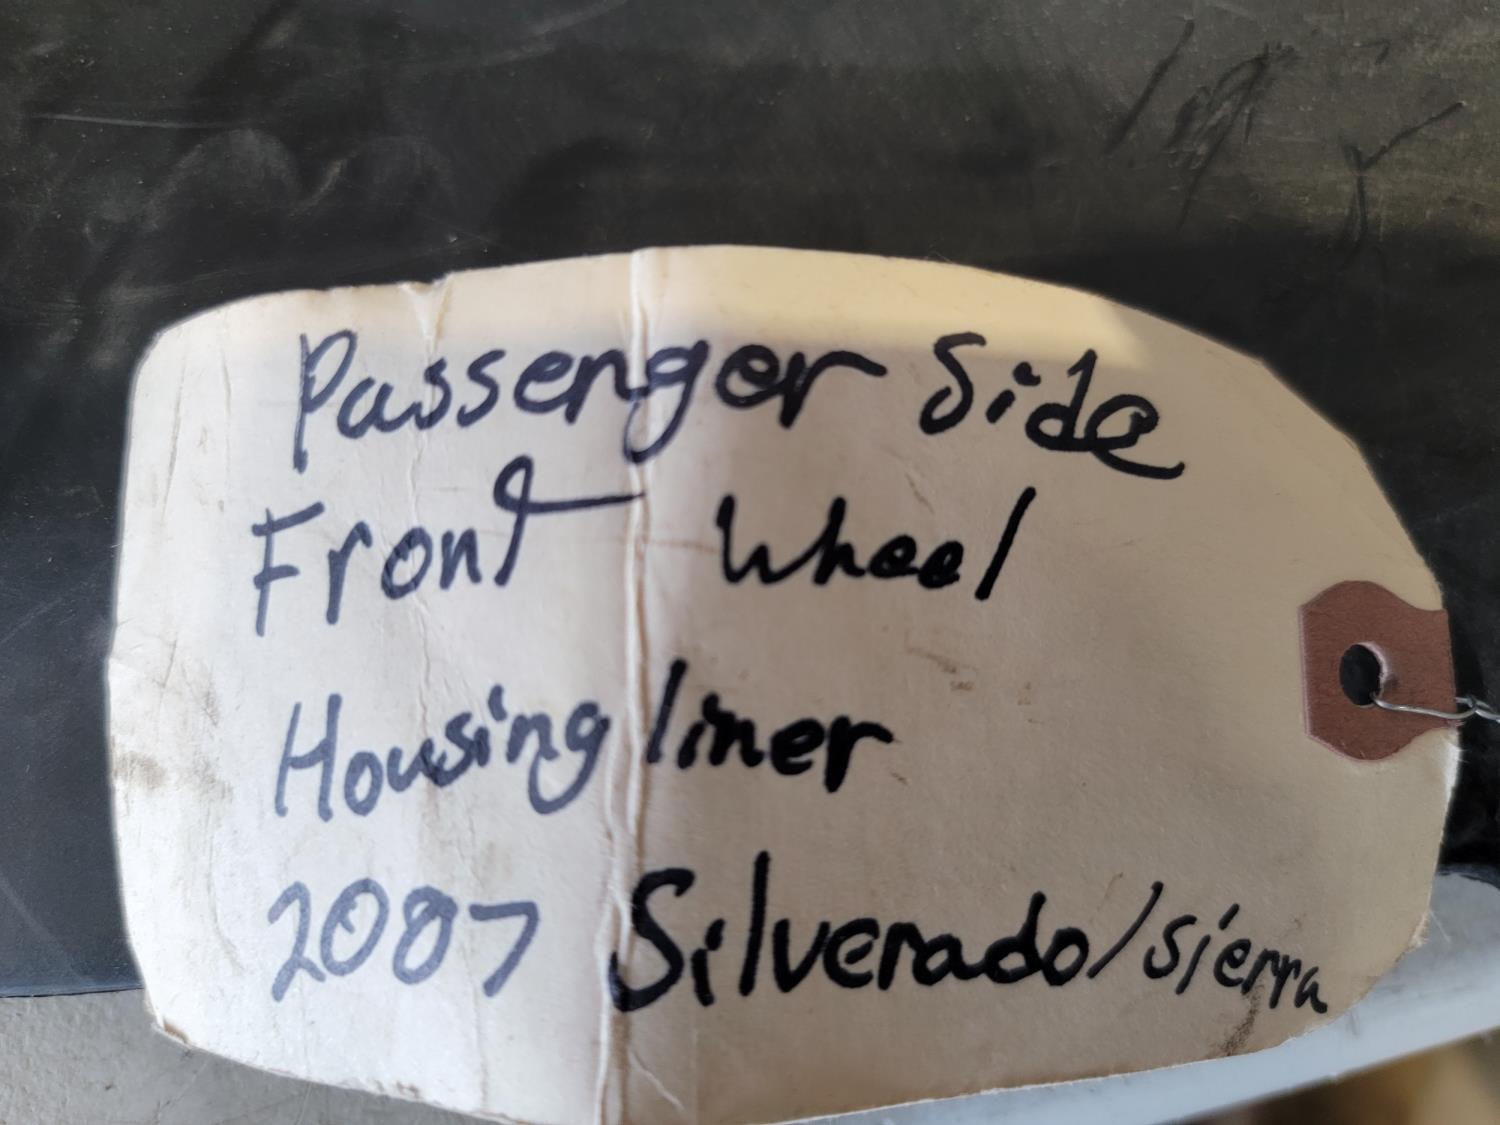 Passenger Side
Front Wheel
Housing liner
2007 Silverado/Sierra